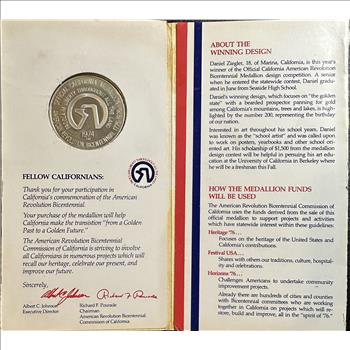 1974
FELLOW CALIFORNIANS:
Thank you for your participation in
California's commemoration of the American
Revolution Bicentennial.
Your purchase of the medallion will help
California make the transistion "from a Golden
Past to a Golden Future."
The American Revolution Bicentennial
Commission of California is striving to involve
all Californians in numerous projects which will
recall our heritage, celebrate our present, and
improve our future.
Sincerely,
Albert C. Johnson
Executive Director
Richard F. Pourade
Chairman
American Revolution Bicentennial
Commission of California
ABOUT THE
WINNING DESIGN
Daniel Ziegler, 18, of Marina, California, is this year's
winner of the Official California American Revolution
Bicentennial Medallion design competition. A senior
when he entered the statewide contest, Daniel gradu-
ated in June from Seaside High School.
Daniel's winning design, which focuses on "the golden
state" with a bearded prospector panning for gold
among California's mountains, trees and lakes, is high-
lighted by the number 200, representing the birthday
of our nation.
Interested in art throughout his school years, Daniel
was known as the "school artist" and was called upon
to work on posters, yearbooks and other school ori-
ented art. His scholarship of $1,500 from the medallion
design contest will be helpful in pursuing his art edu-
cation at the University of California in Berkeley where
he will be a freshman this Fall.
HOW THE MEDALLION FUNDS
WILL BE USED
The American Revolution Bicentennial Commission of
California uses the funds derived from the sale of this
official medallion to support projects and activities
which have statewide interest within these guidelines:
Heritage '76...
Focuses on the heritage of the United States and
California's contributions.
Festival USA...
Shares with others our traditions, culture, hospital-
ity and celebrations.
Horizons '76...
Challenges Americans to undertake community
improvement projects.
Already there are hundreds of cities and counties
with Bicentennial committees who are working
together in California on projects which will re-
store, build and improve, all in the "spirit of '76."